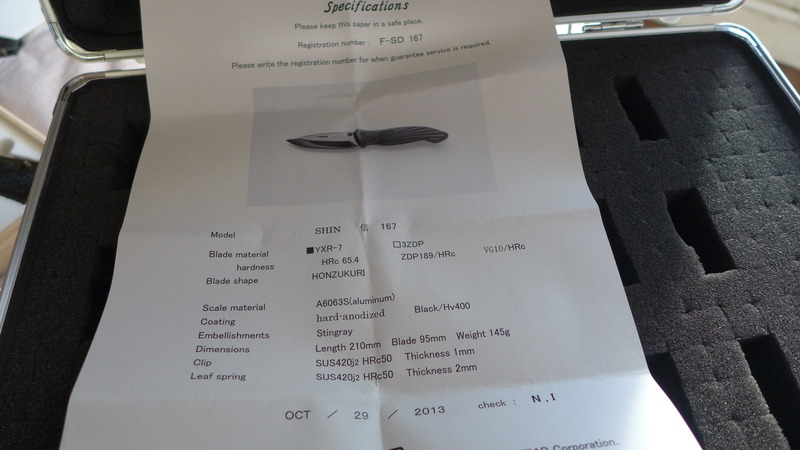 Specifications
Please keep this paper in a safe place.
Registration number : F-SD 167
Please write the registration number for when guarantee service is required.
Model SHIN 信 167
Blade material ■YXR-7 □3ZDP
hardness HRc 65.4 ZDP189/HRc VG10/HRc
Blade shape HONZUKURI
Scale material A6063S(aluminum)
Coating hard-anodized Black/Hv400
Embellishments Stingray
Dimensions Length 210mm Blade 95mm Weight 145g
Clip SUS420j2 HRc50 Thickness 1mm
Leaf spring SUS420j2 HRc50 Thickness 2mm
OCT / 29 / 2013 check : N.I
Corporation.